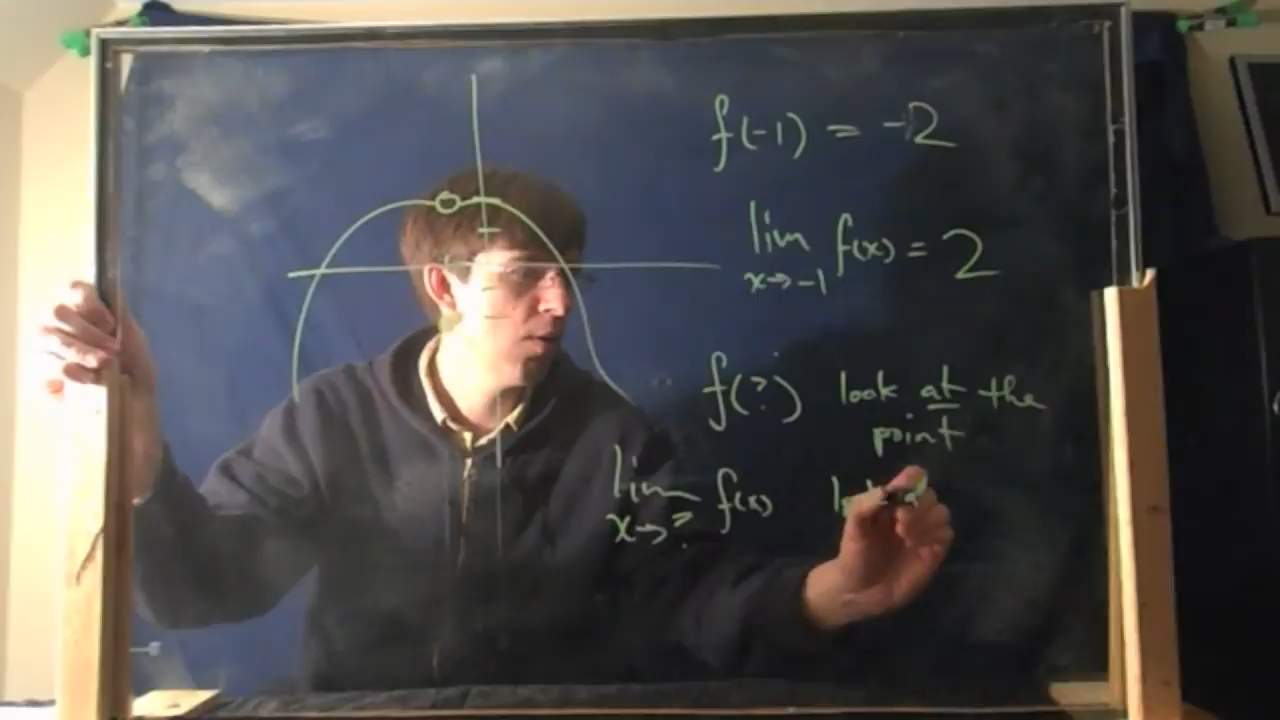 f(-1) = -2
lim f(x) = 2
x→-1
f(?) look at the
point
lim f(x)
x→?